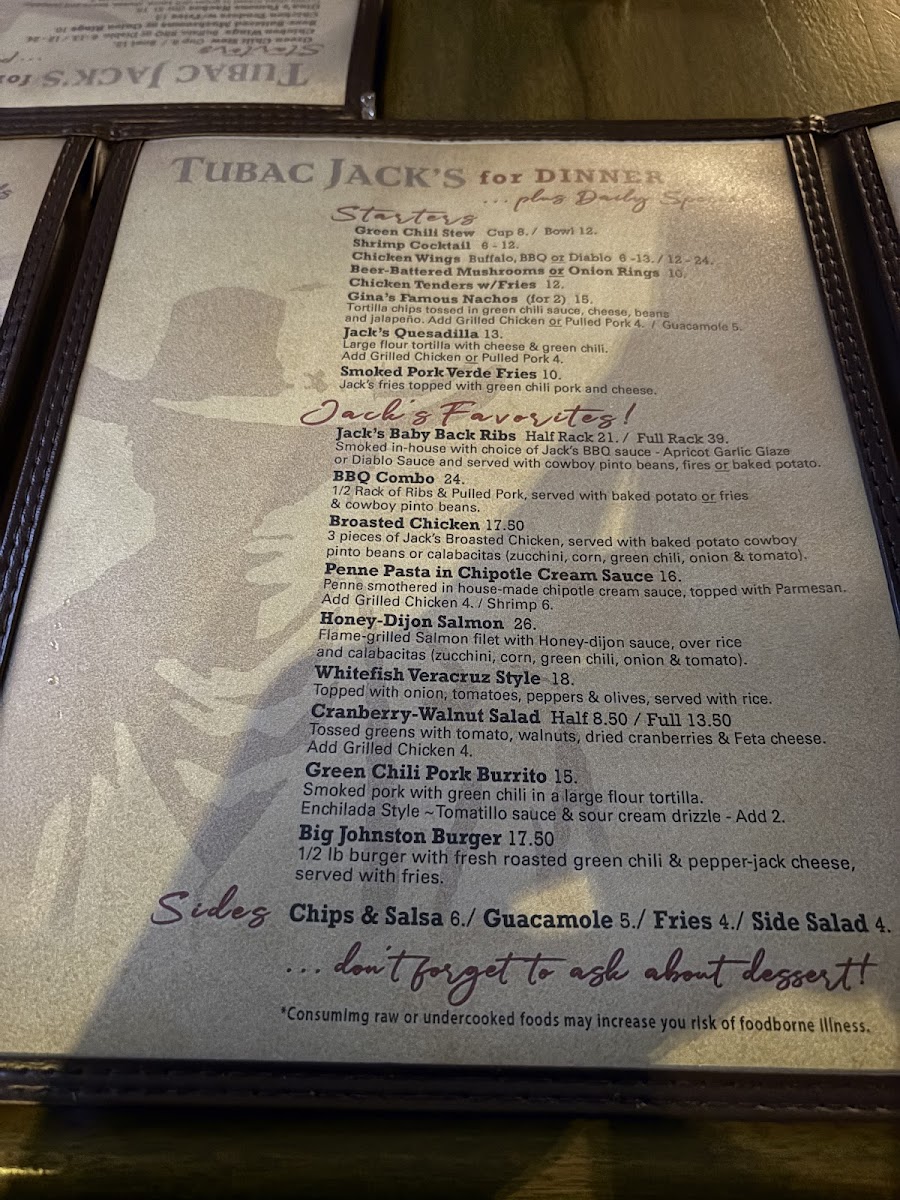 TUBAC JACK'S for DINNER
...plus Daily
Starters
Green Chili Stew Cup 8./ Bowl 12.
Shrimp Cocktail 6 - 12.
Chicken Wings Buffalo, BBQ or Diablo 6 -13. / 12 - 24.
Beer-Battered Mushrooms or Onion Rings 10.
Chicken Tenders w/Fries 12.
Gina's Famous Nachos (for 2) 15.
Tortilla chips tossed in green chili sauce, cheese, beans
and jalapeño. Add Grilled Chicken or Pulled Pork 4. / Guacamole 5.
Jack's Quesadilla 13.
Large flour tortilla with cheese & green chili.
Add Grilled Chicken or Pulled Pork 4.
Smoked Pork Verde Fries 10.
Jack's fries topped with green chili pork and cheese.
Jack's Favorites!
Jack's Baby Back Ribs Half Rack 21. / Full Rack 39.
Smoked in-house with choice of Jack's BBQ sauce - Apricot Garlic Glaze
or Diablo Sauce and served with cowboy pinto beans, fires or baked potato.
BBQ Combo 24.
1/2 Rack of Ribs & Pulled Pork, served with baked potato or fries
& cowboy pinto beans.
Broasted Chicken 17.50
3 pieces of Jack's Broasted Chicken, served with baked potato cowboy
pinto beans or calabacitas (zucchini, corn, green chili, onion & tomato).
Penne Pasta in Chipotle Cream Sauce 16.
Penne smothered in house-made chipotle cream sauce, topped with Parmesan.
Add Grilled Chicken 4. / Shrimp 6.
Honey-Dijon Salmon 26.
Flame-grilled Salmon filet with Honey-dijon sauce, over rice
and calabacitas (zucchini, corn, green chili, onion & tomato).
Whitefish Veracruz Style 18.
Topped with onion, tomatoes, peppers & olives, served with rice.
Cranberry-Walnut Salad Half 8.50 / Full 13.50
Tossed greens with tomato, walnuts, dried cranberries & Feta cheese.
Add Grilled Chicken 4.
Green Chili Pork Burrito 15.
Smoked pork with green chili in a large flour tortilla.
Enchilada Style ~Tomatillo sauce & sour cream drizzle - Add 2.
Big Johnston Burger 17.50
1/2 lb burger with fresh roasted green chili & pepper-jack cheese,
served with fries.
Sides Chips & Salsa 6./ Guacamole 5./ Fries 4./ Side Salad 4.
... don't forget to ask about dessert!
*Consuming raw or undercooked foods may increase you risk of foodborne illness.
TUBAC JACK'S for
Starters